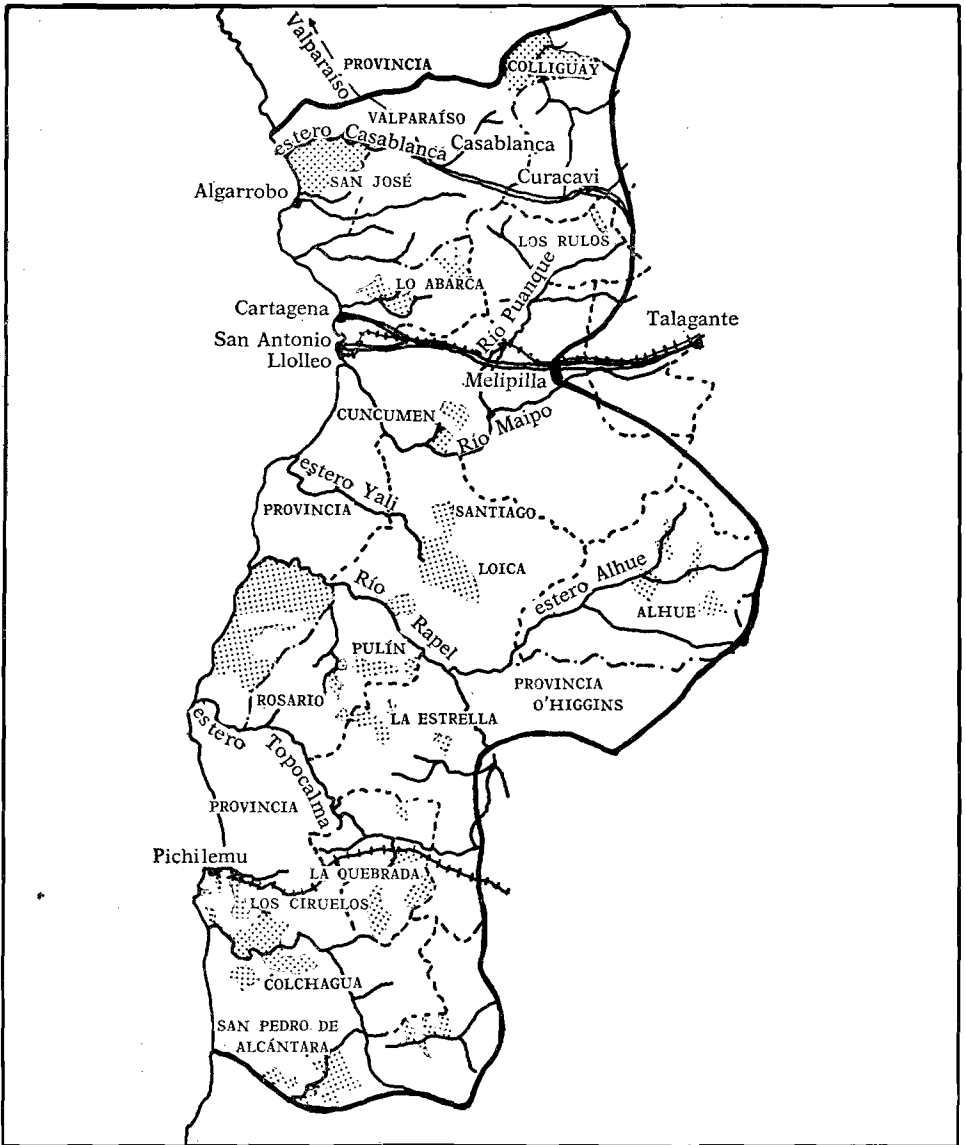 Valparaíso
PROVINCIA
COLLIGUAY
VALPARAÍSO
estero Casablanca
Casablanca
Curacavi
SAN JOSÉ
Algarrobo
LOS RULOS
LO ABARCA
Río Puanque
Cartagena
San Antonio
Llolleo
Talagante
Melipilla
CUNCUMEN
Río Maipo
estero Yali
PROVINCIA
SANTIAGO
LOICA
estero Alhue
ALHUE
Río Rapel
PULÍN
PROVINCIA
O'HIGGINS
ROSARIO
LA ESTRELLA
estero Topocalma
PROVINCIA
Pichilemu
LA QUEBRADA
LOS CIRUELOS
COLCHAGUA
SAN PEDRO DE
ALCÁNTARA